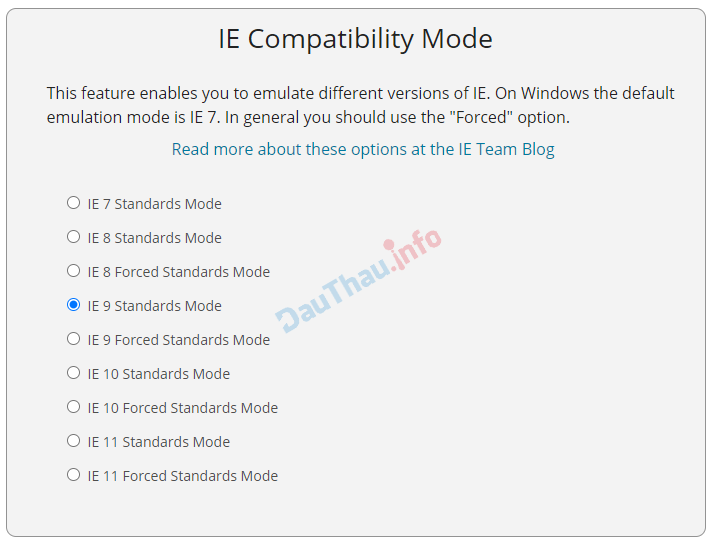 IE Compatibility Mode
This feature enables you to emulate different versions of IE. On Windows the default
emulation mode is IE 7. In general you should use the "Forced" option.
Read more about these options at the IE Team Blog
IE 7 Standards Mode
IE 8 Standards Mode
IE 8 Forced Standards Mode
IE 9 Standards Mode
IE 9 Forced Standards Mode
IE 10 Standards Mode
IE 10 Forced Standards Mode
IE 11 Standards Mode
IE 11 Forced Standards Mode
DauThau.info